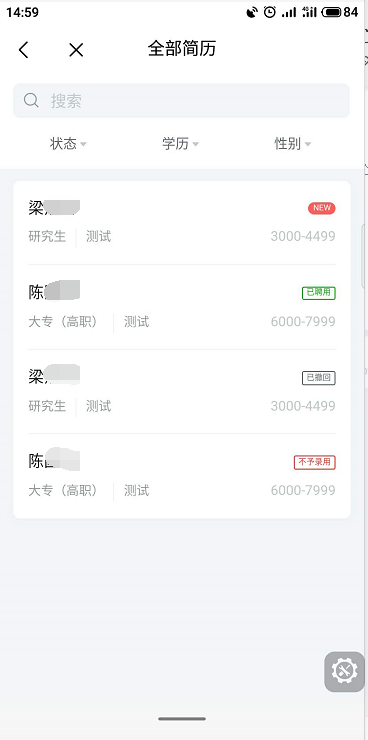 14:59
84
全部简历
搜索
状态 学历 性别
梁
NEW
研究生 测试 3000-4499
陈
已聘用
大专（高职） 测试 6000-7999
梁
已撤回
研究生 测试 3000-4499
陈
不予录用
大专（高职） 测试 6000-7999